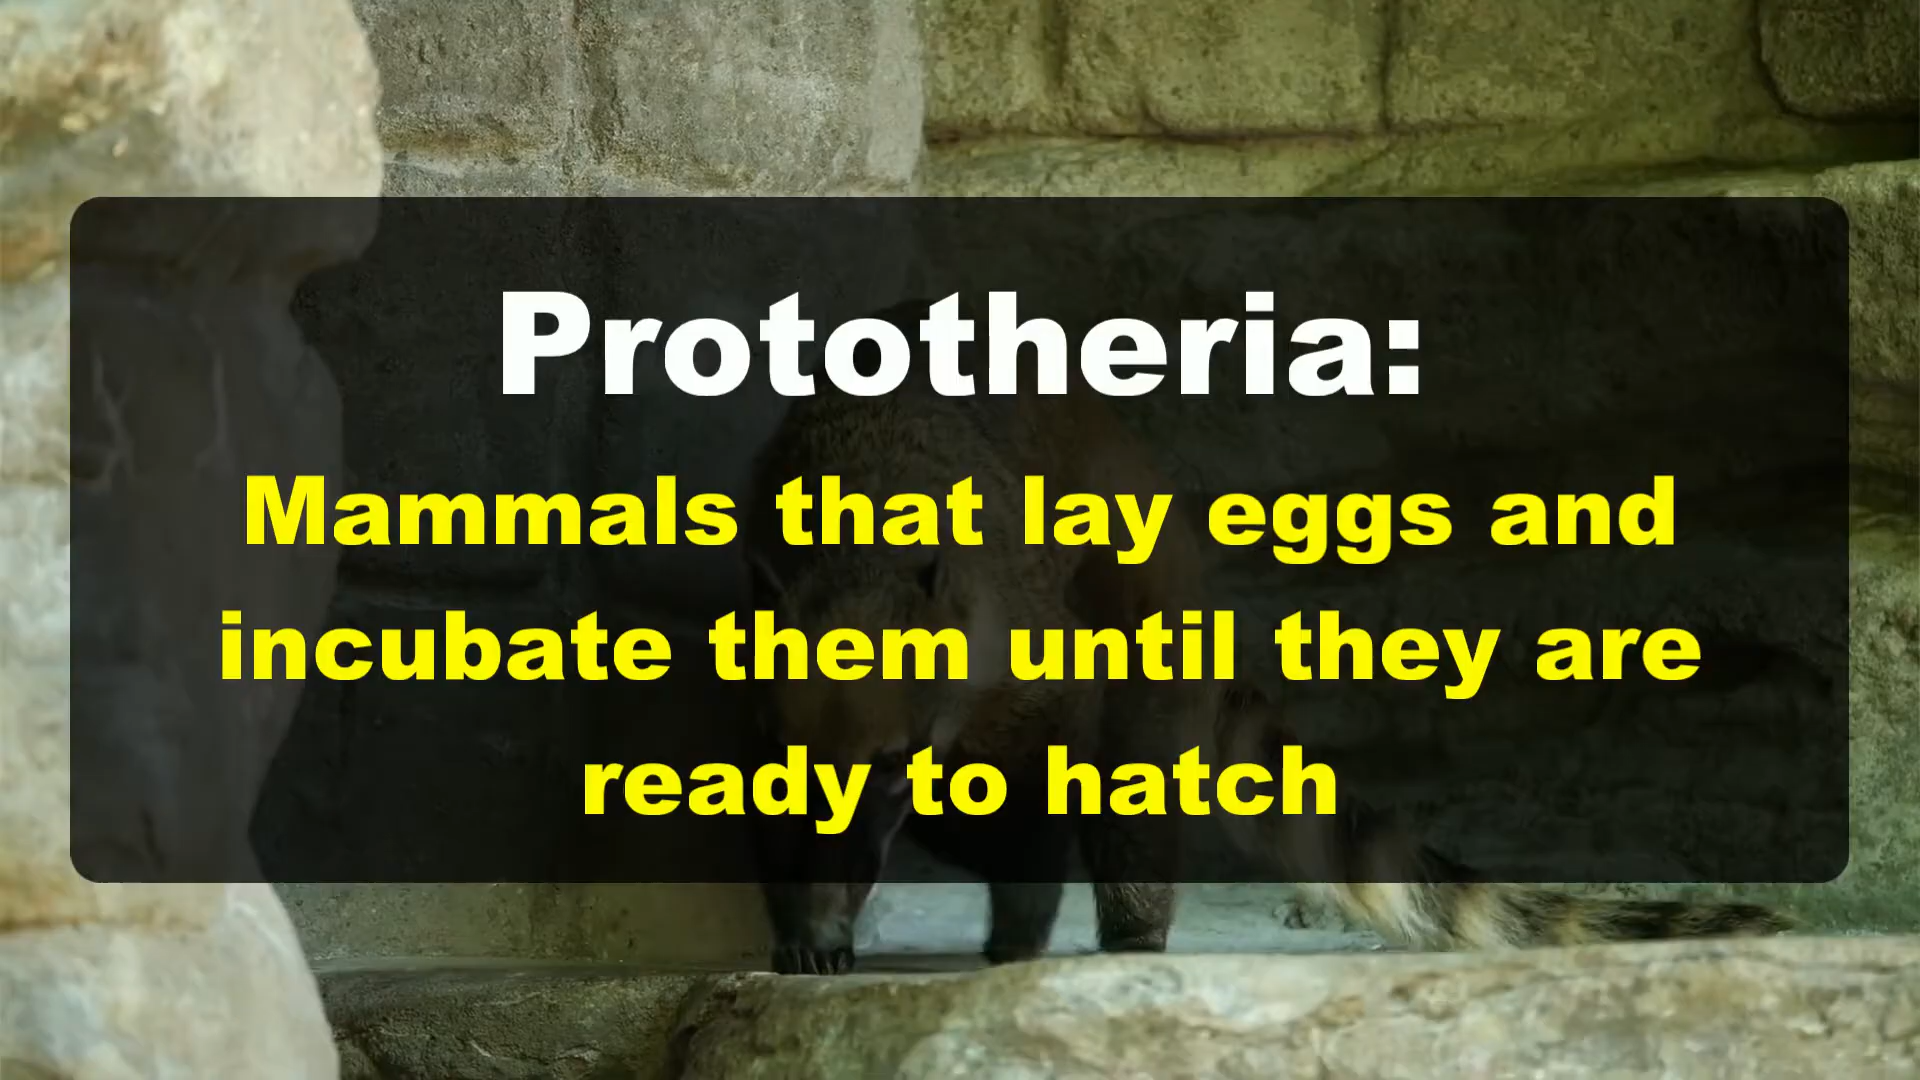 Prototheria:
Mammals that lay eggs and
incubate them until they are
ready to hatch